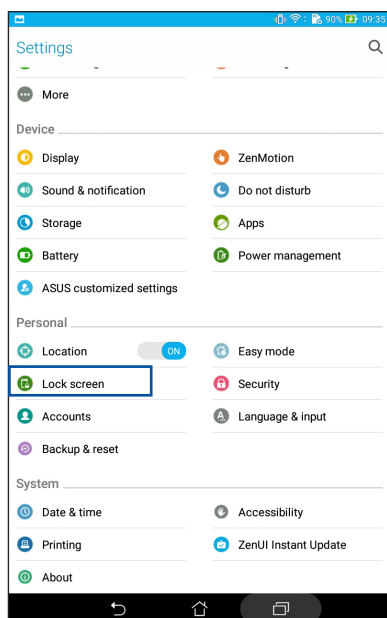 90% 09:35
Settings
More
Device
Display ZenMotion
Sound & notification Do not disturb
Storage Apps
Battery Power management
ASUS customized settings
Personal
Location ON Easy mode
Lock screen Security
Accounts A Language & input
Backup & reset
System
Date & time Accessibility
Printing ZenUI Instant Update
About